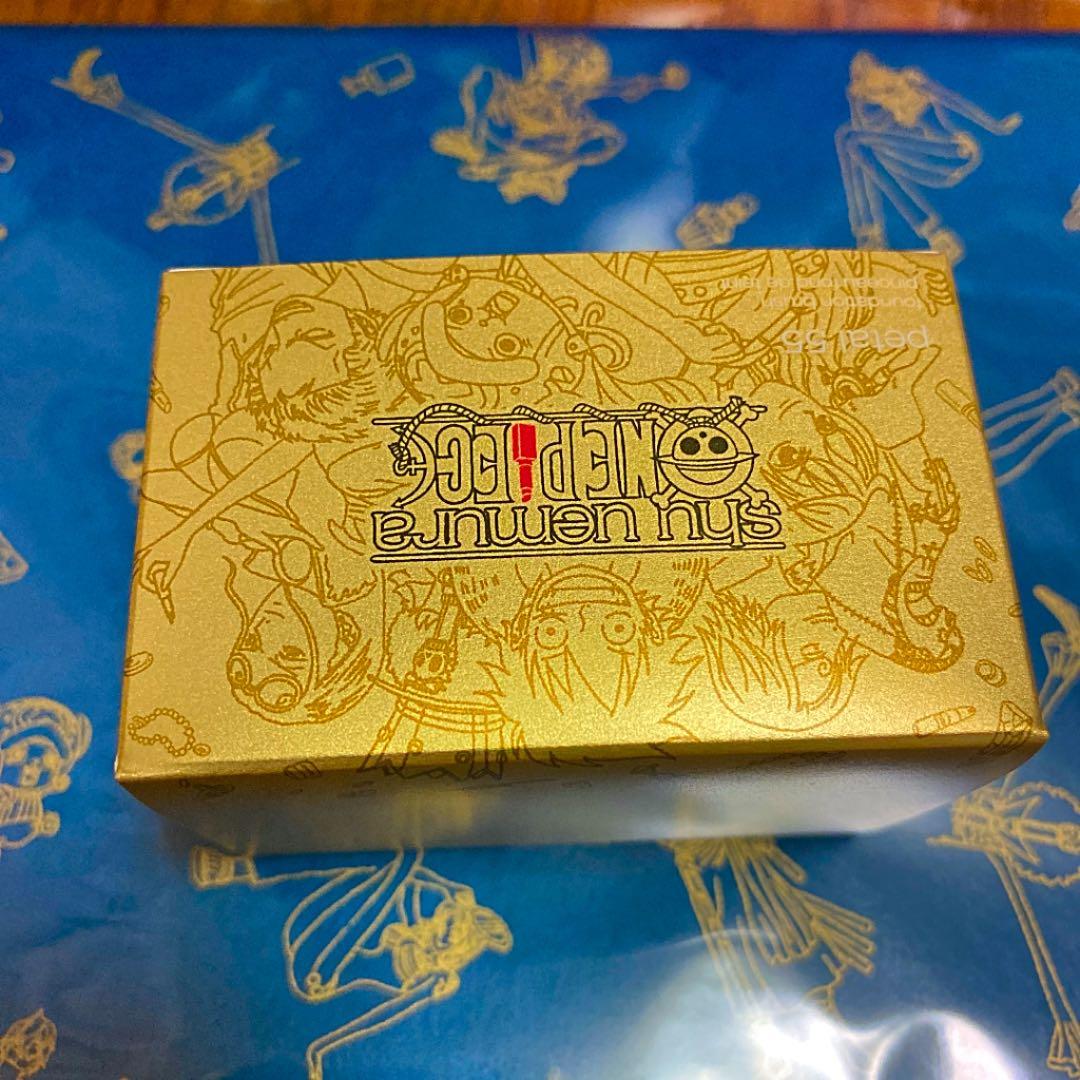 shu uemura
ONE PIECE
petal 55
foundation brush
pinceau fond de teint